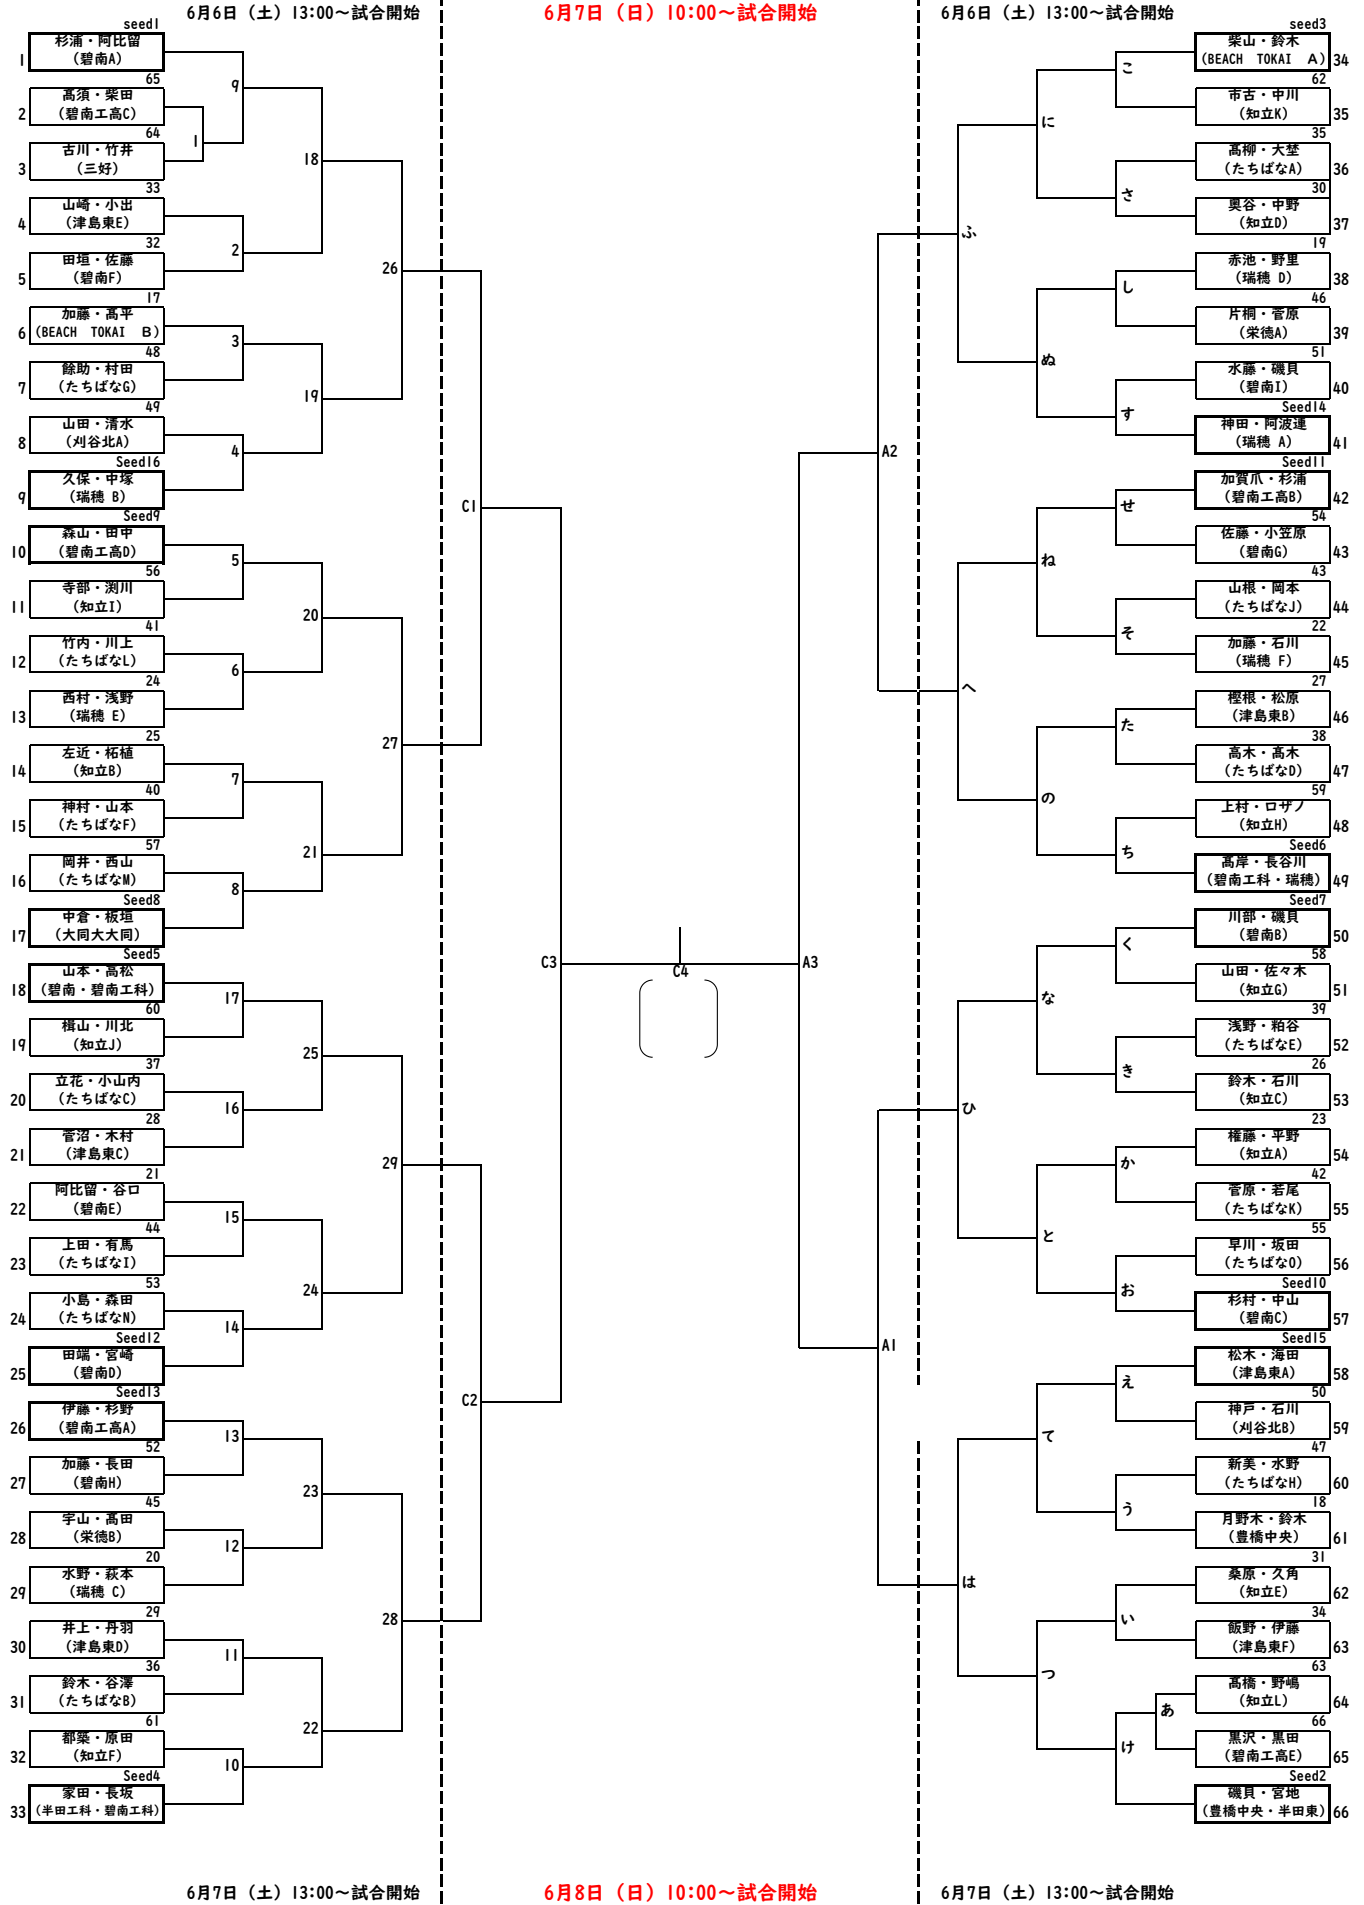 6月6日（土）13:00～試合開始
6月7日（日）10:00～試合開始
6月6日（土）13:00～試合開始
seed1
1
杉浦・阿比留
（碧南A）
65
2
髙須・柴田
（碧南工高C）
64
3
古川・竹井
（三好）
33
4
山崎・小出
（津島東E）
32
5
田垣・佐藤
（碧南F）
17
6
加藤・髙平
（BEACH TOKAI B）
48
7
餘助・村田
（たちばなG）
49
8
山田・清水
（刈谷北A）
Seed16
9
久保・中塚
（瑞穂 B）
Seed9
10
森山・田中
（碧南工高D）
56
11
寺部・渕川
（知立I）
41
12
竹内・川上
（たちばなL）
24
13
西村・浅野
（瑞穂 E）
25
14
左近・柘植
（知立B）
40
15
神村・山本
（たちばなF）
57
16
岡井・西山
（たちばなM）
Seed8
17
中倉・板垣
（大同大大同）
Seed5
18
山本・高松
（碧南・碧南工科）
60
19
楫山・川北
（知立J）
37
20
立花・小山内
（たちばなC）
28
21
菅沼・木村
（津島東C）
21
22
阿比留・谷口
（碧南E）
44
23
上田・有馬
（たちばなI）
53
24
小島・森田
（たちばなN）
Seed12
25
田端・宮崎
（碧南D）
Seed13
26
伊藤・杉野
（碧南工高A）
52
27
加藤・長田
（碧南H）
45
28
宇山・髙田
（栄徳B）
20
29
水野・萩本
（瑞穂 C）
29
30
井上・丹羽
（津島東D）
36
31
鈴木・谷澤
（たちばなB）
61
32
都築・原田
（知立F）
Seed4
33
家田・長坂
（半田工科・碧南工科）
1
2
3
4
5
6
7
8
9
17
16
15
14
13
12
11
10
18
19
20
21
25
24
23
22
26
27
29
28
C1
C2
C3
C4
A3
A2
A1
ふ
へ
ひ
は
に
ぬ
ね
の
な
と
て
つ
こ
さ
し
す
せ
そ
た
ち
く
き
か
お
え
う
い
け
あ
seed3
柴山・鈴木
（BEACH TOKAI A）
34
62
市古・中川
（知立K）
35
35
髙柳・大埜
（たちばなA）
36
30
奥谷・中野
（知立D）
37
19
赤池・野里
（瑞穂 D）
38
46
片桐・菅原
（栄徳A）
39
51
水藤・磯貝
（碧南I）
40
Seed14
神田・阿波連
（瑞穂 A）
41
Seed11
加賀爪・杉浦
（碧南工高B）
42
54
佐藤・小笠原
（碧南G）
43
43
山根・岡本
（たちばなJ）
44
22
加藤・石川
（瑞穂 F）
45
27
樫根・松原
（津島東B）
46
38
高木・髙木
（たちばなD）
47
59
上村・ロザノ
（知立H）
48
Seed6
髙岸・長谷川
（碧南工科・瑞穂）
49
Seed7
川部・磯貝
（碧南B）
50
58
山田・佐々木
（知立G）
51
39
浅野・粕谷
（たちばなE）
52
26
鈴木・石川
（知立C）
53
23
権藤・平野
（知立A）
54
42
菅原・若尾
（たちばなK）
55
55
早川・坂田
（たちばなO）
56
Seed10
杉村・中山
（碧南C）
57
Seed15
松木・海田
（津島東A）
58
50
神戸・石川
（刈谷北B）
59
47
新美・水野
（たちばなH）
60
18
月野木・鈴木
（豊橋中央）
61
31
桑原・久角
（知立E）
62
34
飯野・伊藤
（津島東F）
63
63
髙橋・野嶋
（知立L）
64
66
黒沢・黒田
（碧南工高E）
65
Seed2
磯貝・宮地
（豊橋中央・半田東）
66
6月7日（土）13:00～試合開始
6月8日（日）10:00～試合開始
6月7日（土）13:00～試合開始